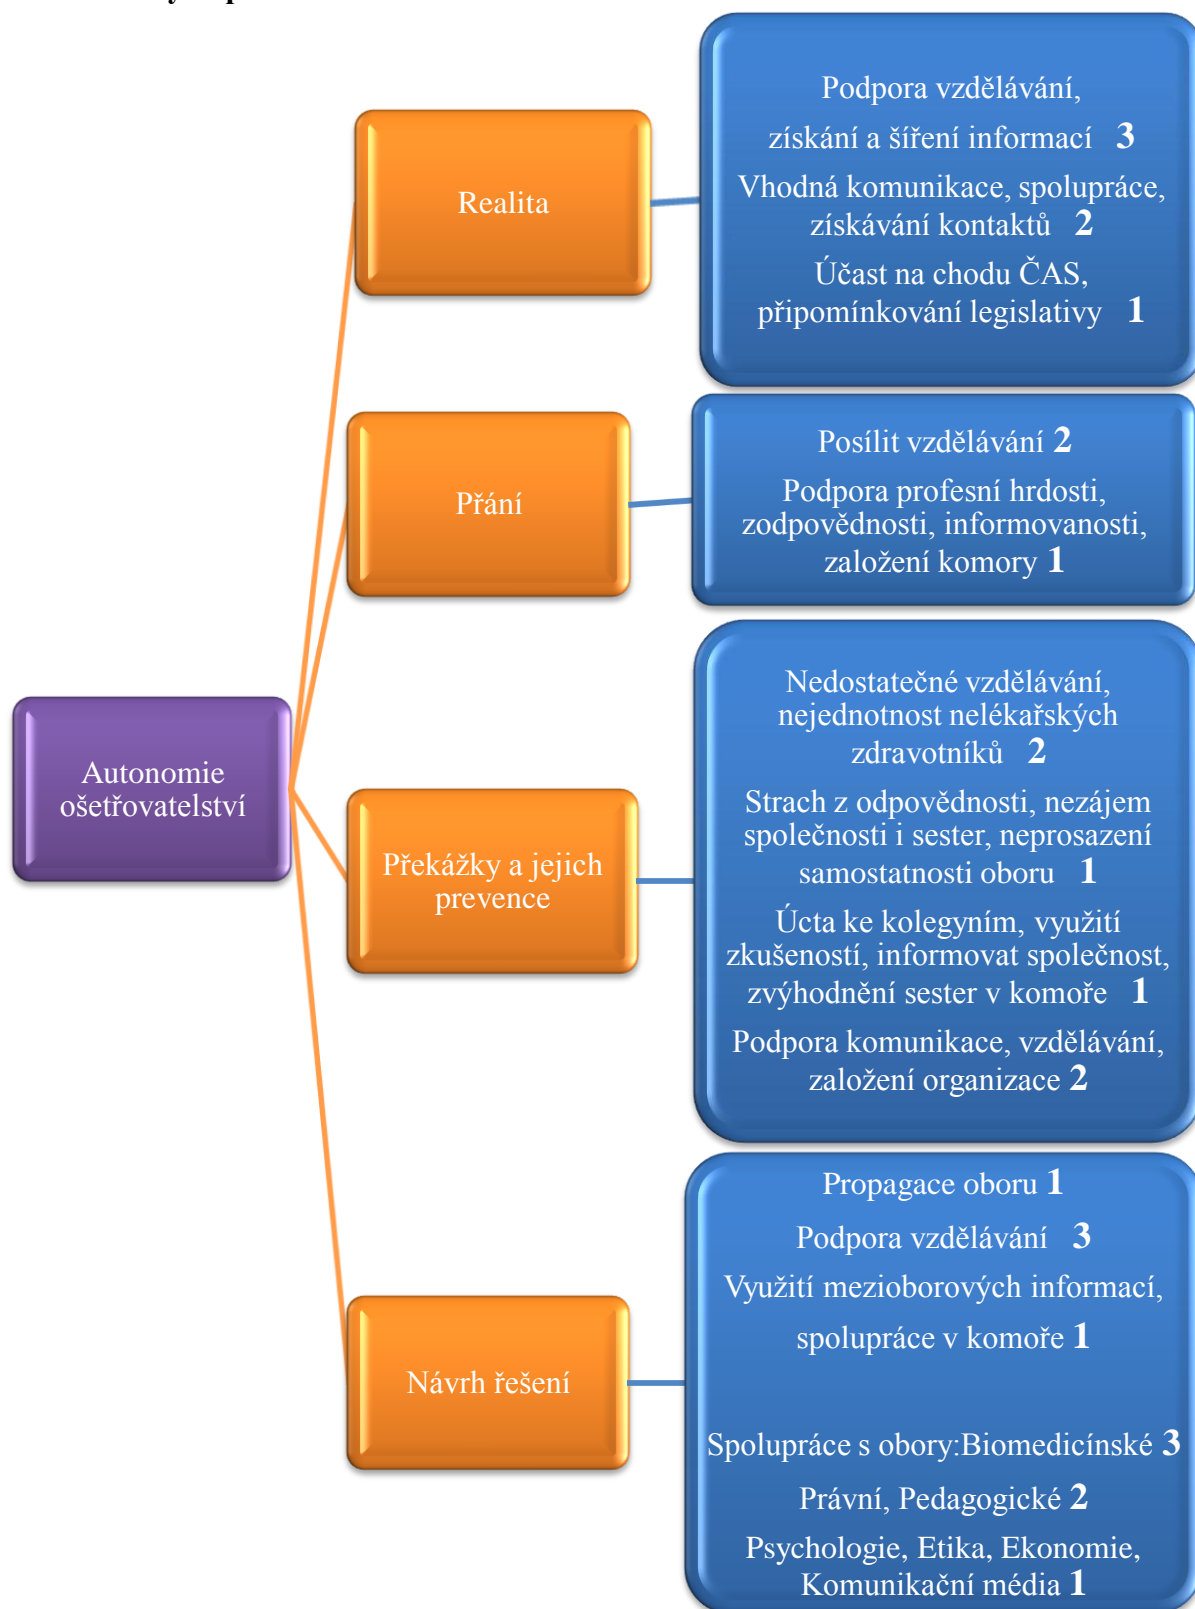 Realita
Podpora vzdělávání,
získání a šíření informací 3
Vhodná komunikace, spolupráce,
získávání kontaktů 2
Účast na chodu ČAS,
připomínkování legislativy 1
Přání
Posílit vzdělávání 2
Podpora profesní hrdosti,
zodpovědnosti, informovanosti,
založení komory 1
Autonomie
ošetřovatelství
Překážky a jejich
prevence
Nedostatečné vzdělávání,
nejednotnost nelékařských
zdravotníků 2
Strach z odpovědnosti, nezájem
společnosti i sester, neprosazení
samostatnosti oboru 1
Úcta ke kolegyním, využití
zkušeností, informovat společnost,
zvýhodnění sester v komoře 1
Podpora komunikace, vzdělávání,
založení organizace 2
Návrh řešení
Propagace oboru 1
Podpora vzdělávání 3
Využití mezioborových informací,
spolupráce v komoře 1
Spolupráce s obory:Biomedicínské 3
Právní, Pedagogické 2
Psychologie, Etika, Ekonomie,
Komunikační média 1